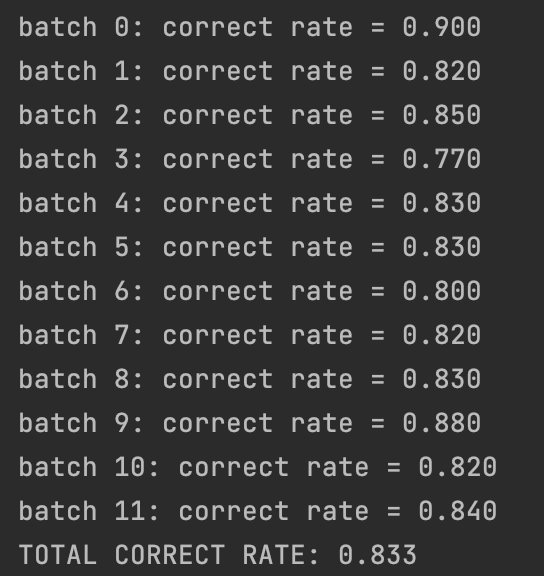 batch 0: correct rate = 0.900
batch 1: correct rate = 0.820
batch 2: correct rate = 0.850
batch 3: correct rate = 0.770
batch 4: correct rate = 0.830
batch 5: correct rate = 0.830
batch 6: correct rate = 0.800
batch 7: correct rate = 0.820
batch 8: correct rate = 0.830
batch 9: correct rate = 0.880
batch 10: correct rate = 0.820
batch 11: correct rate = 0.840
TOTAL CORRECT RATE: 0.833